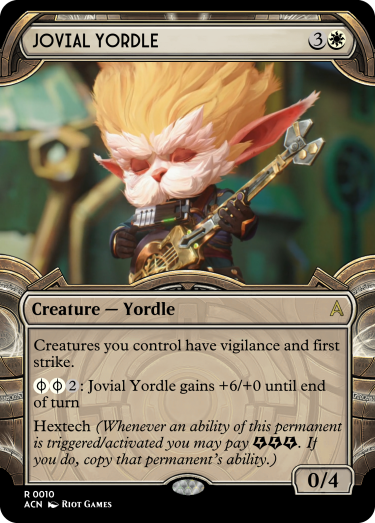 JOVIAL YORDLE 3
Creature — Yordle
Creatures you control have vigilance and first
strike.
2: Jovial Yordle gains +6/+0 until end
of turn
Hextech (Whenever an ability of this permanent
is triggered/activated you may pay . If
you do, copy that permanent's ability.)
0/4
R 0010
ACN Riot Games